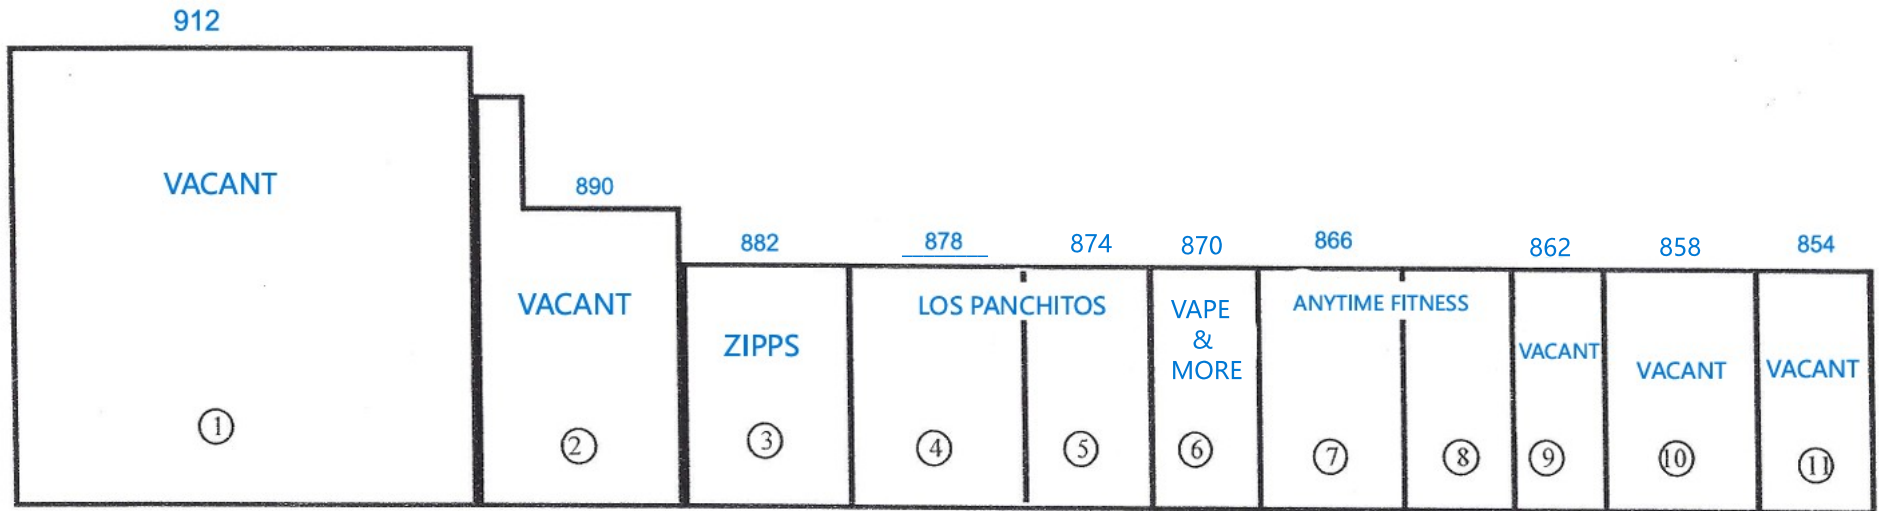 912
VACANT
1
890
VACANT
2
882
ZIPPS
3
878
874
LOS PANCHITOS
4
5
870
VAPE
&
MORE
6
866
ANYTIME FITNESS
7
8
862
VACANT
9
858
VACANT
10
854
VACANT
11